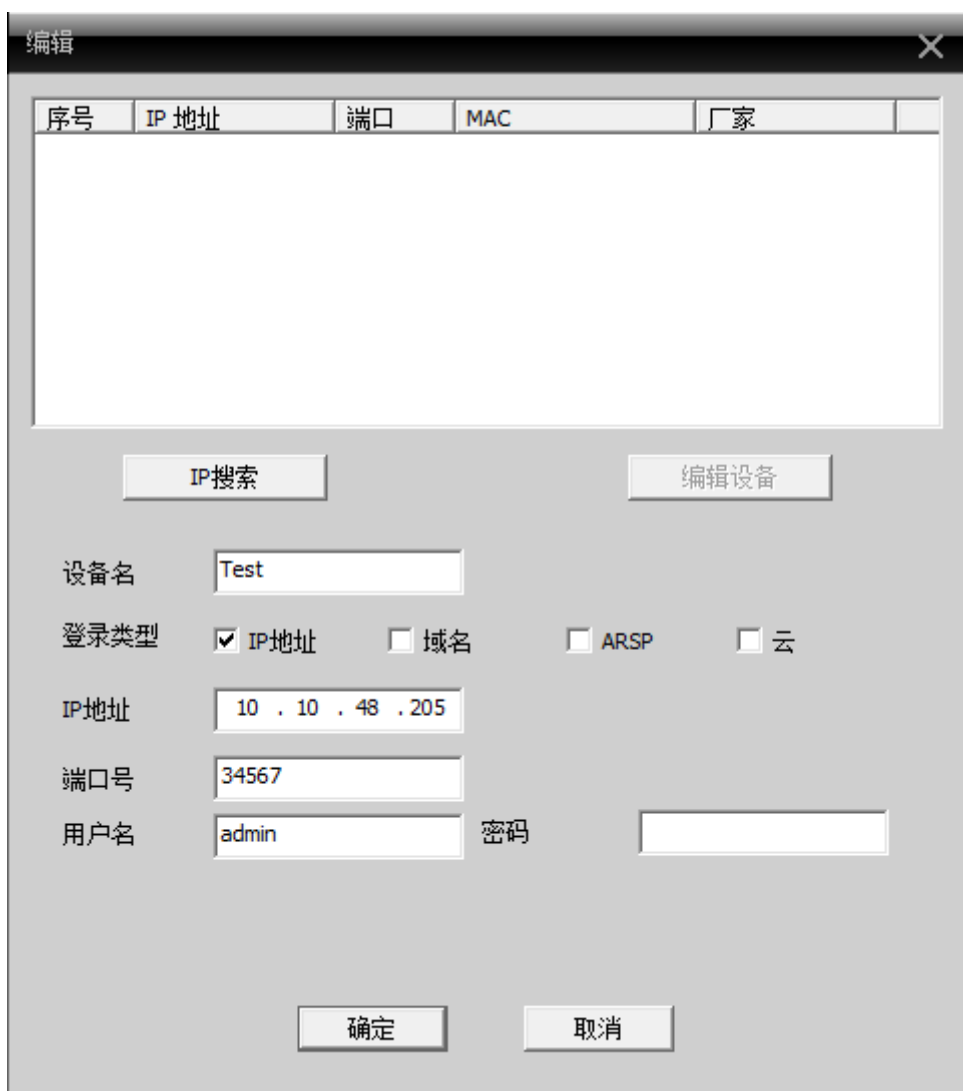 编辑
序号 IP 地址 端口 MAC 厂家
IP搜索 编辑设备
设备名 Test
登录类型 IP地址 域名 ARSP 云
IP地址 10 . 10 . 48 . 205
端口号 34567
用户名 admin 密码
确定 取消